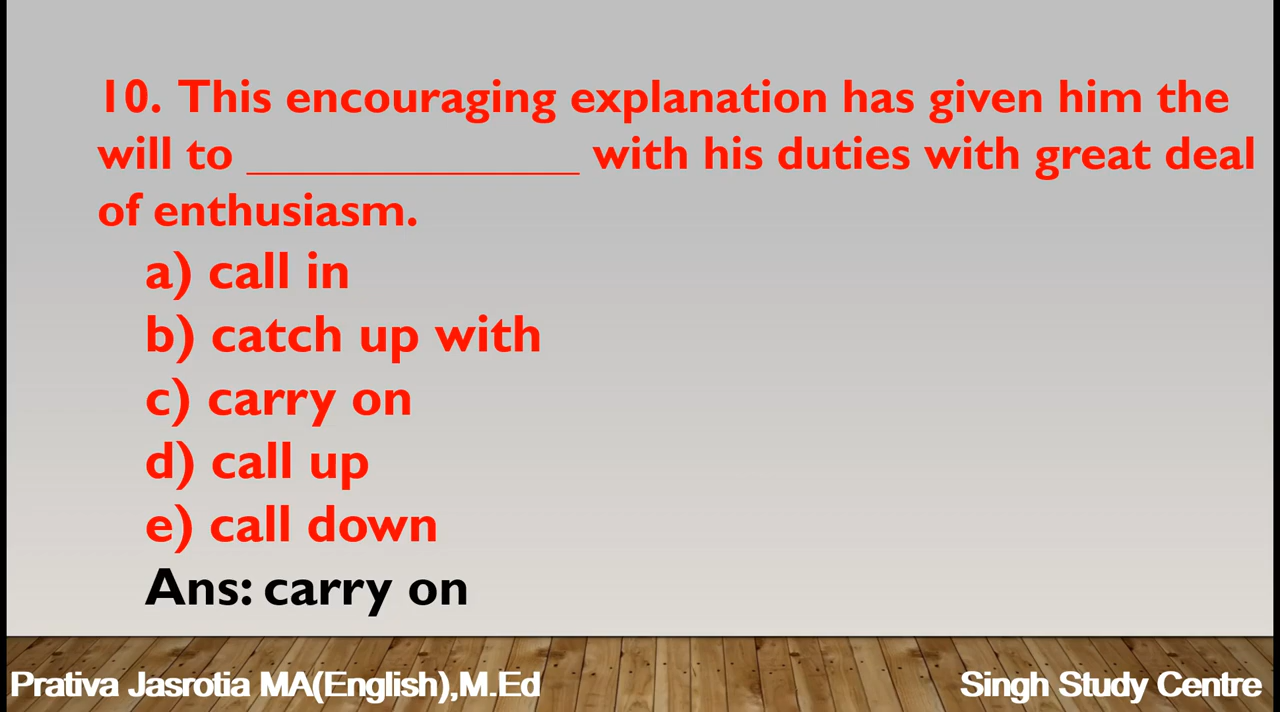 10. This encouraging explanation has given him the
will to ______________ with his duties with great deal
of enthusiasm.
a) call in
b) catch up with
c) carry on
d) call up
e) call down
Ans: carry on
Prativa Jasrotia MA(English),M.Ed
Singh Study Centre